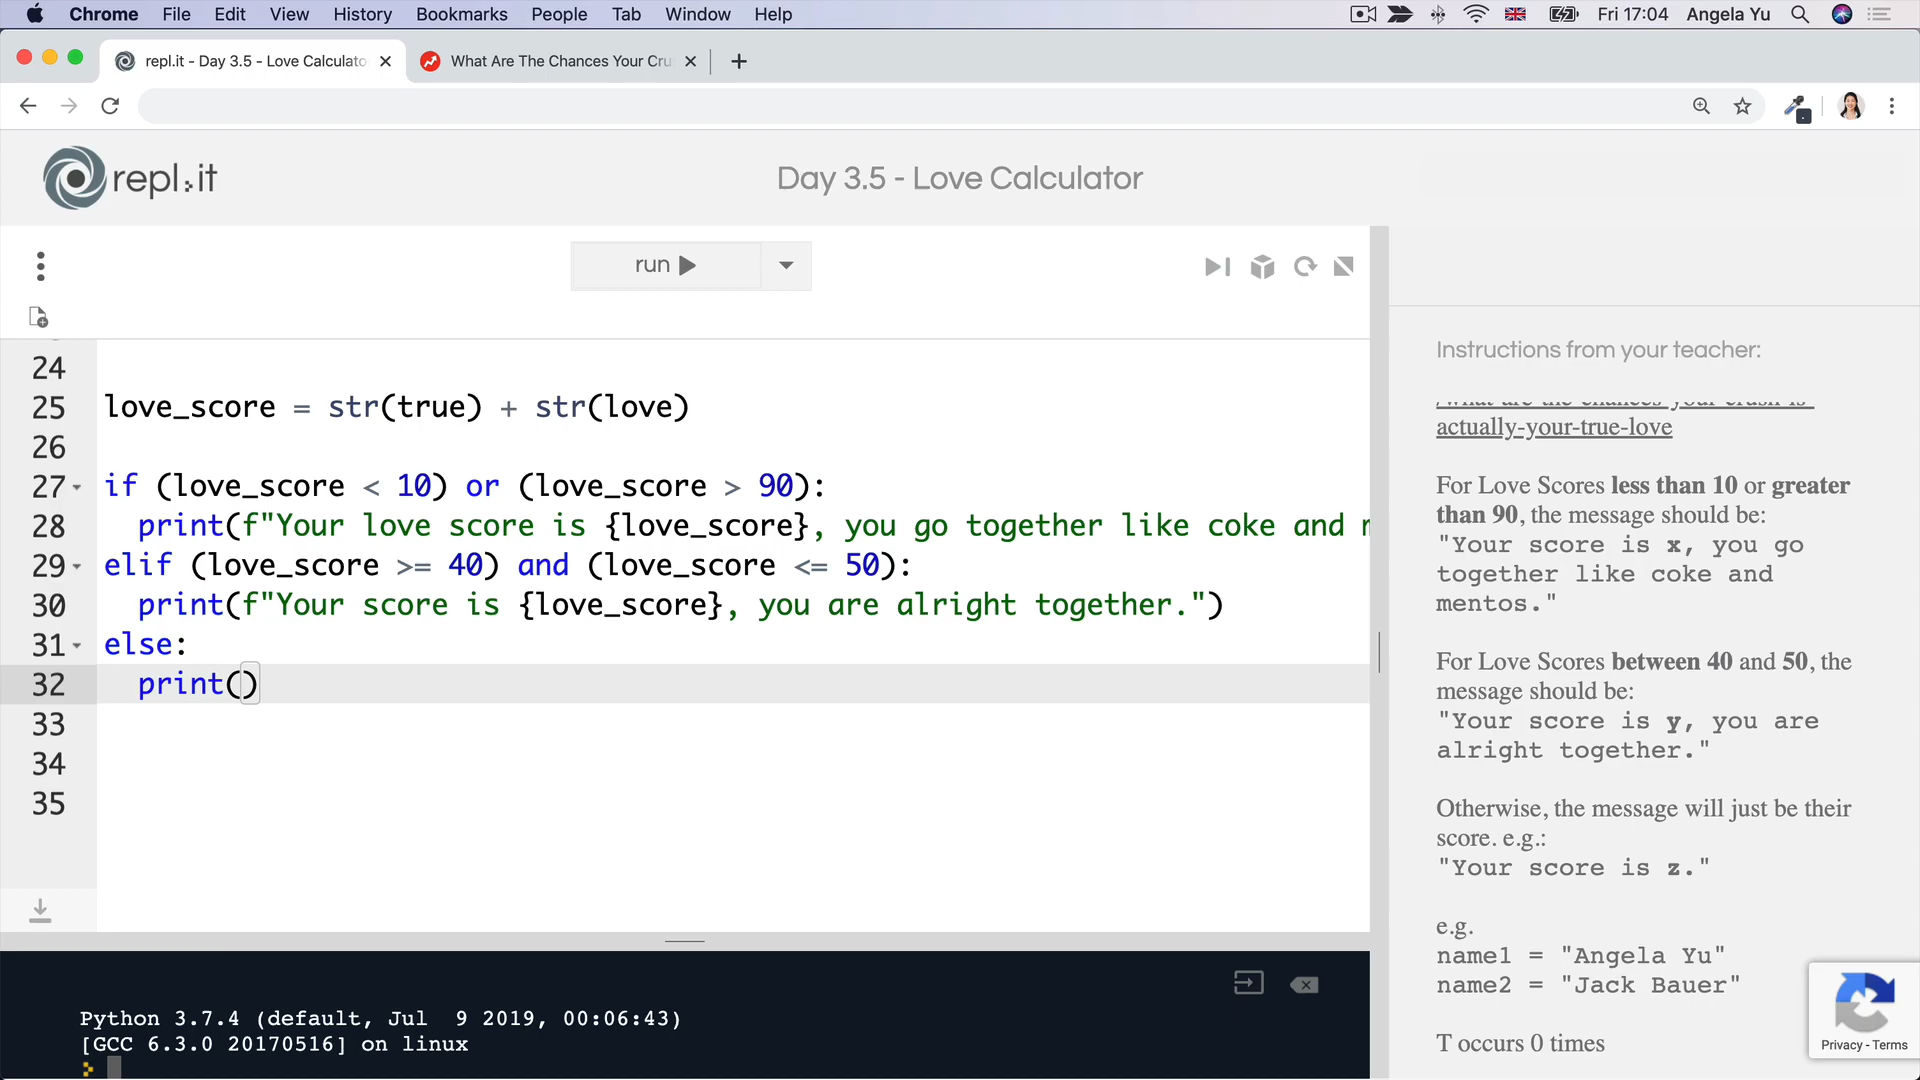 Chrome File Edit View History Bookmarks People Tab Window Help Fri 17:04 Angela Yu
repl.it - Day 3.5 - Love Calculato What Are The Chances Your Cru
repl.it
Day 3.5 - Love Calculator
run
24
25 love_score = str(true) + str(love)
26
27 if (love_score < 10) or (love_score > 90):
28 print(f"Your love score is {love_score}, you go together like coke and
29 elif (love_score >= 40) and (love_score <= 50):
30 print(f"Your score is {love_score}, you are alright together.")
31 else:
32 print()
33
34
35
Python 3.7.4 (default, Jul 9 2019, 00:06:43)
[GCC 6.3.0 20170516] on linux
Instructions from your teacher:
/what-are-the-chances-your-crush-is-
actually-your-true-love
For Love Scores less than 10 or greater
than 90, the message should be:
"Your score is x, you go
together like coke and
mentos."
For Love Scores between 40 and 50, the
message should be:
"Your score is y, you are
alright together."
Otherwise, the message will just be their
score. e.g.:
"Your score is z."
e.g.
name1 = "Angela Yu"
name2 = "Jack Bauer"
T occurs 0 times
Privacy - Terms